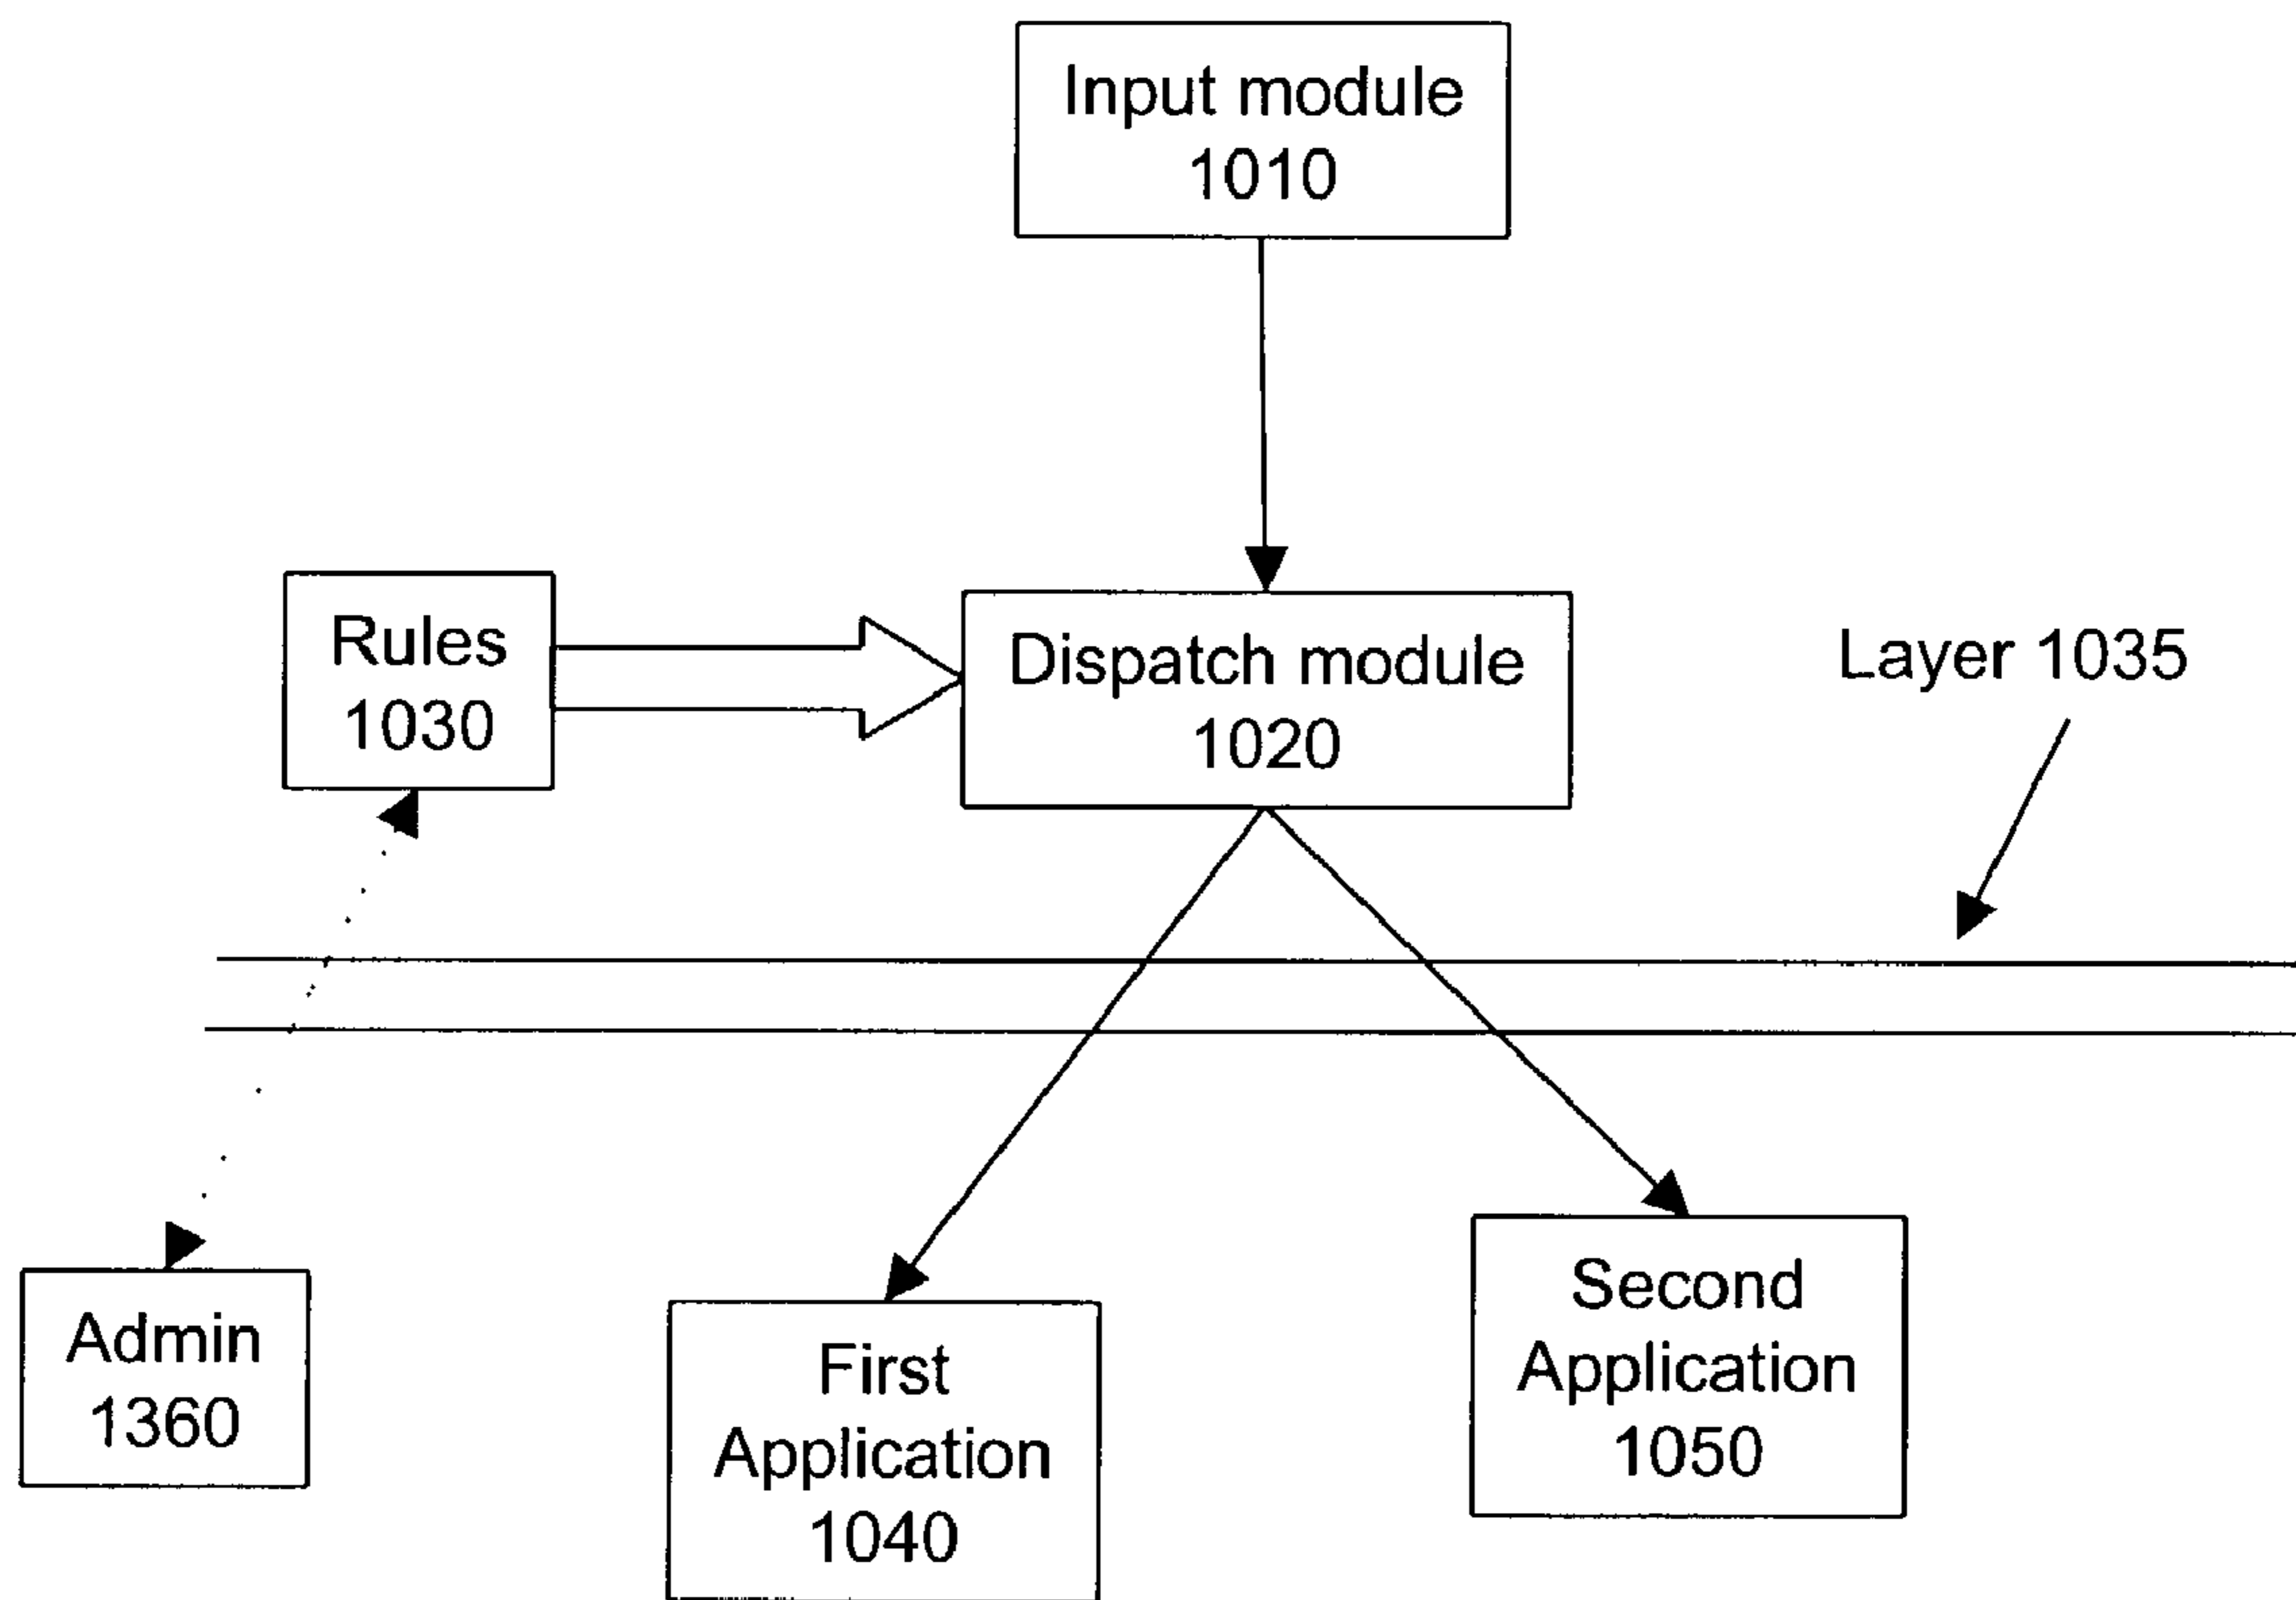 Input module
1010
Rules
1030
Dispatch module
1020
Layer 1035
Admin
1360
First
Application
1040
Second
Application
1050